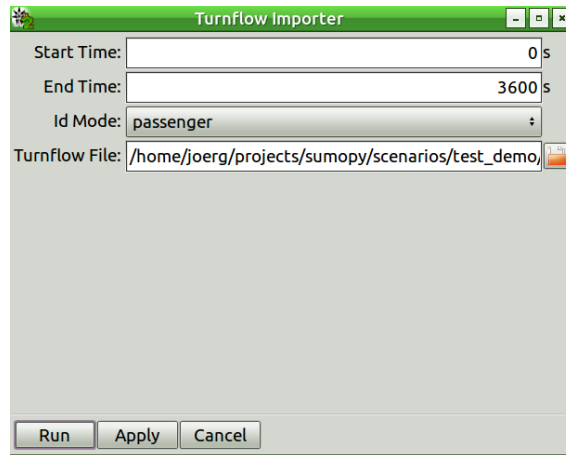 Turnflow Importer
Start Time: 0 s
End Time: 3600 s
Id Mode: passenger
Turnflow File: /home/joerg/projects/sumopy/scenarios/test_demo/
Run Apply Cancel